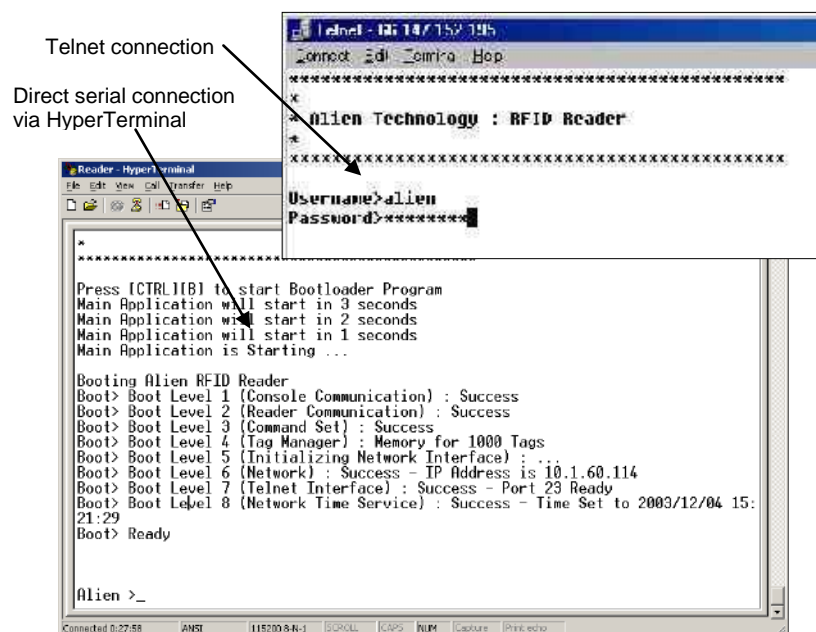 Telnet connection
Direct serial connection
via HyperTerminal
Telnet - 147 152 195
Connect Edit Terminal Help
*************************************************
*
* Alien Technology : RFID Reader
*
*************************************************
Username>alien
Password>********
Reader - HyperTerminal
File Edit View Call Transfer Help
*
*************************************************
Press [CTRL][B] to start Bootloader Program
Main Application will start in 3 seconds
Main Application will start in 2 seconds
Main Application will start in 1 seconds
Main Application is Starting ...
Booting Alien RFID Reader
Boot> Boot Level 1 (Console Communication) : Success
Boot> Boot Level 2 (Reader Communication) : Success
Boot> Boot Level 3 (Command Set) : Success
Boot> Boot Level 4 (Tag Manager) : Memory for 1000 Tags
Boot> Boot Level 5 (Initializing Network Interface) : ...
Boot> Boot Level 6 (Network) : Success - IP Address is 10.1.60.114
Boot> Boot Level 7 (Telnet Interface) : Success - Port 23 Ready
Boot> Boot Level 8 (Network Time Service) : Success - Time Set to 2003/12/04 15:
21:29
Boot> Ready
Alien >_
Connected 0:27:58 ANSI 115200 8-N-1 SCROLL CAPS NUM Capture Print echo